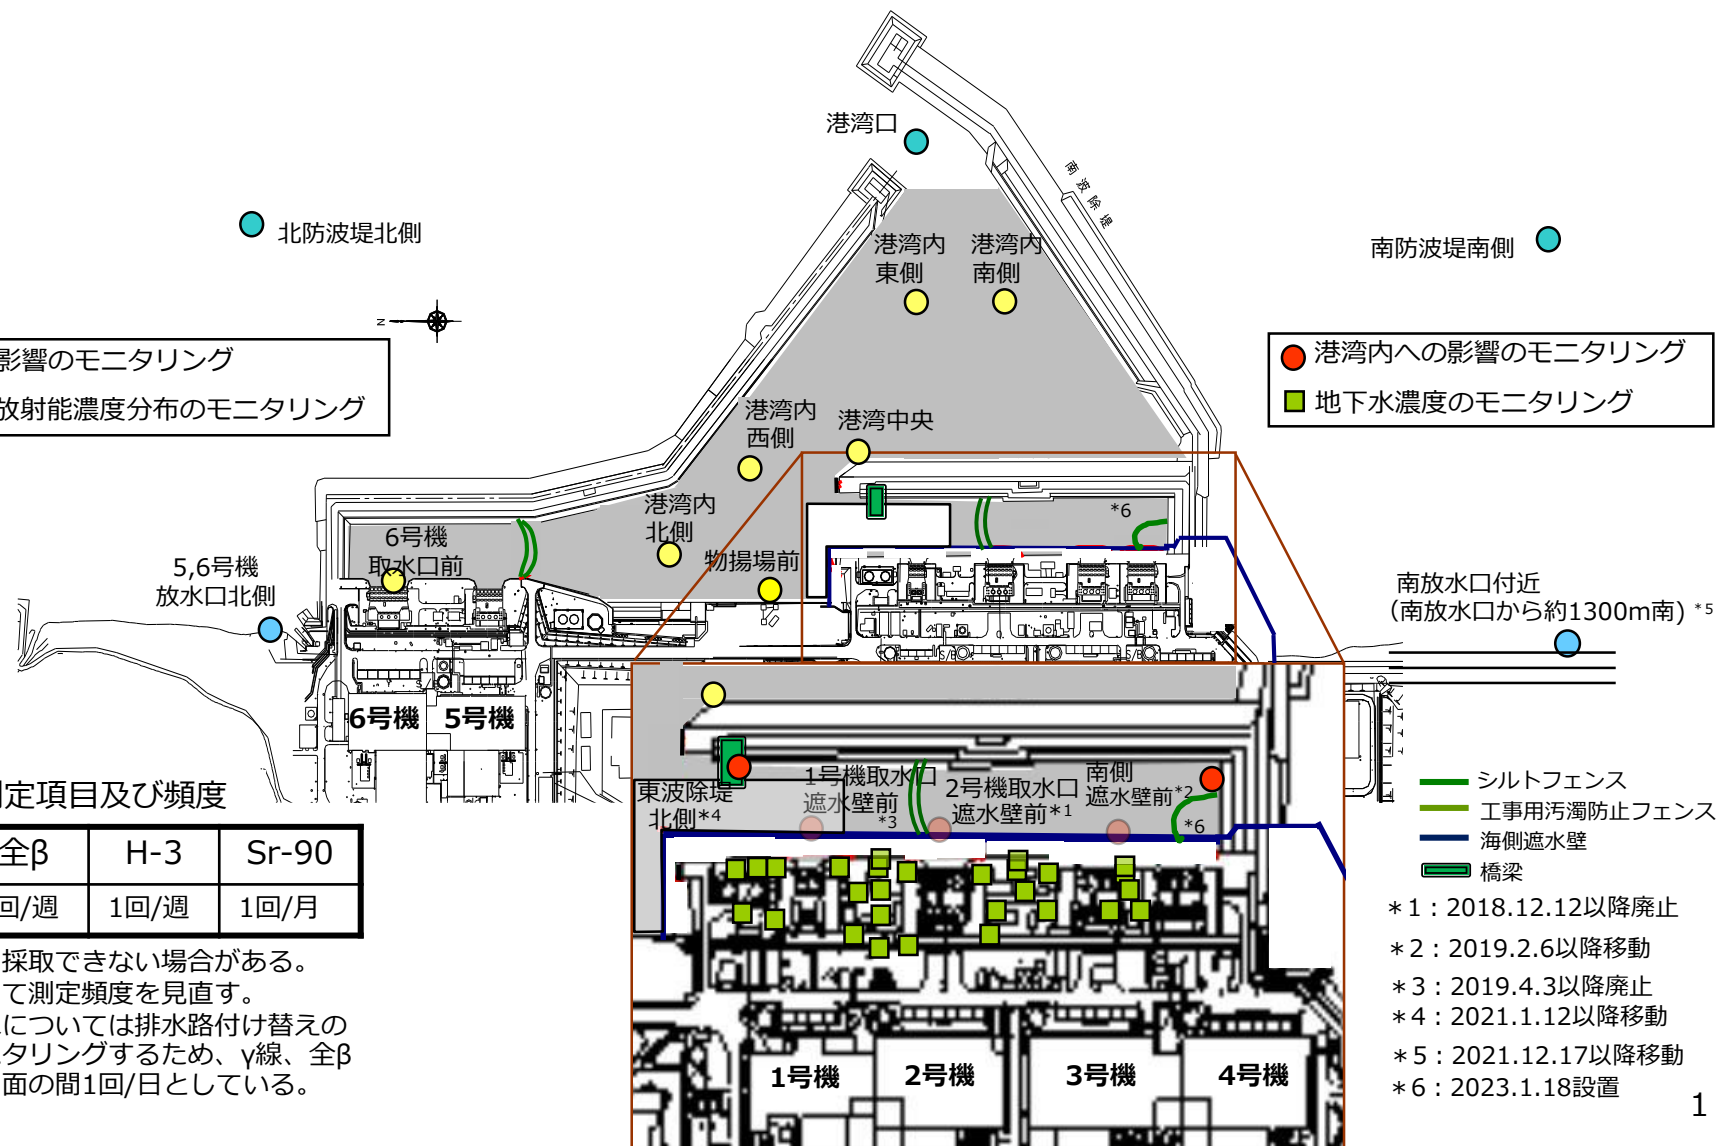 港湾口
南波除堤
北防波堤北側
港湾内
東側
港湾内
南側
南防波堤南側
N
影響のモニタリング
放射能濃度分布のモニタリング
港湾内への影響のモニタリング
地下水濃度のモニタリング
港湾内
西側
港湾中央
港湾内
北側
物揚場前
*6
6号機
取水口前
5,6号機
放水口北側
南放水口付近
(南放水口から約1300m南) *5
6号機
5号機
S/B
S/B
東波除堤
北側*4
1号機取水口
遮水壁前
*3
2号機取水口
遮水壁前*1
南側
遮水壁前*2
*6
1号機
2号機
3号機
4号機
定項目及び頻度
全β
H-3
Sr-90
回/週
1回/週
1回/月
採取できない場合がある。
て測定頻度を見直す。
については排水路付け替えの
タリングするため、γ線、全β
面の間1回/日としている。
シルトフェンス
工事用汚濁防止フェンス
海側遮水壁
橋梁
*1:2018.12.12以降廃止
*2:2019.2.6以降移動
*3:2019.4.3以降廃止
*4:2021.1.12以降移動
*5:2021.12.17以降移動
*6:2023.1.18設置
1